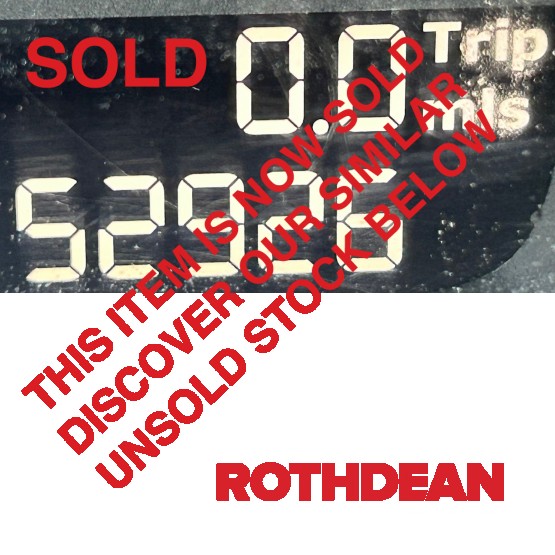 SOLD
0.0 Trip
mls
52926
THIS ITEM IS NOW SOLD
DISCOVER OUR SIMILAR
UNSOLD STOCK BELOW
ROTHDEAN